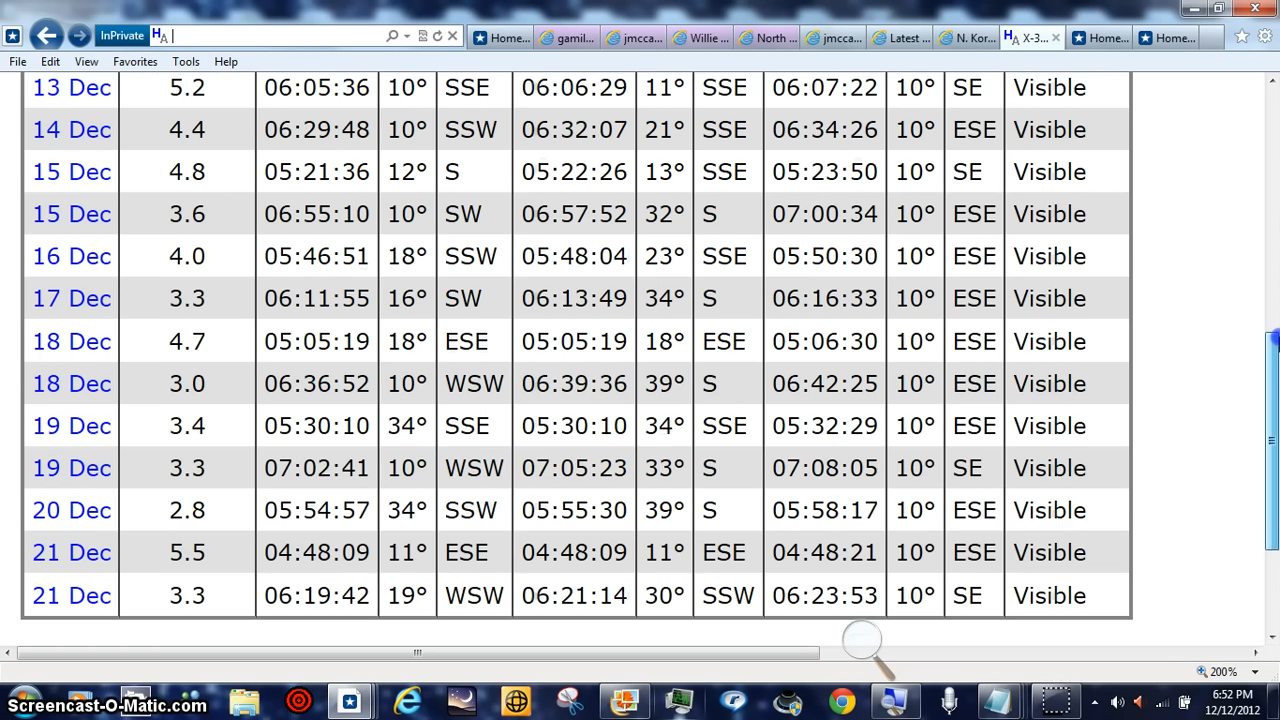 InPrivate HA
Home... gamil... jmcca... Willie ... North ... jmcca... Latest ... N. Kor... HA X-3... Home... Home...
File Edit View Favorites Tools Help
13 Dec 5.2 06:05:36 10° SSE 06:06:29 11° SSE 06:07:22 10° SE Visible
14 Dec 4.4 06:29:48 10° SSW 06:32:07 21° SSE 06:34:26 10° ESE Visible
15 Dec 4.8 05:21:36 12° S 05:22:26 13° SSE 05:23:50 10° SE Visible
15 Dec 3.6 06:55:10 10° SW 06:57:52 32° S 07:00:34 10° ESE Visible
16 Dec 4.0 05:46:51 18° SSW 05:48:04 23° SSE 05:50:30 10° ESE Visible
17 Dec 3.3 06:11:55 16° SW 06:13:49 34° S 06:16:33 10° ESE Visible
18 Dec 4.7 05:05:19 18° ESE 05:05:19 18° ESE 05:06:30 10° ESE Visible
18 Dec 3.0 06:36:52 10° WSW 06:39:36 39° S 06:42:25 10° ESE Visible
19 Dec 3.4 05:30:10 34° SSE 05:30:10 34° SSE 05:32:29 10° ESE Visible
19 Dec 3.3 07:02:41 10° WSW 07:05:23 33° S 07:08:05 10° SE Visible
20 Dec 2.8 05:54:57 34° SSW 05:55:30 39° S 05:58:17 10° ESE Visible
21 Dec 5.5 04:48:09 11° ESE 04:48:09 11° ESE 04:48:21 10° ESE Visible
21 Dec 3.3 06:19:42 19° WSW 06:21:14 30° SSW 06:23:53 10° SE Visible
200%
6:52 PM
12/12/2012
Screencast-O-Matic.com